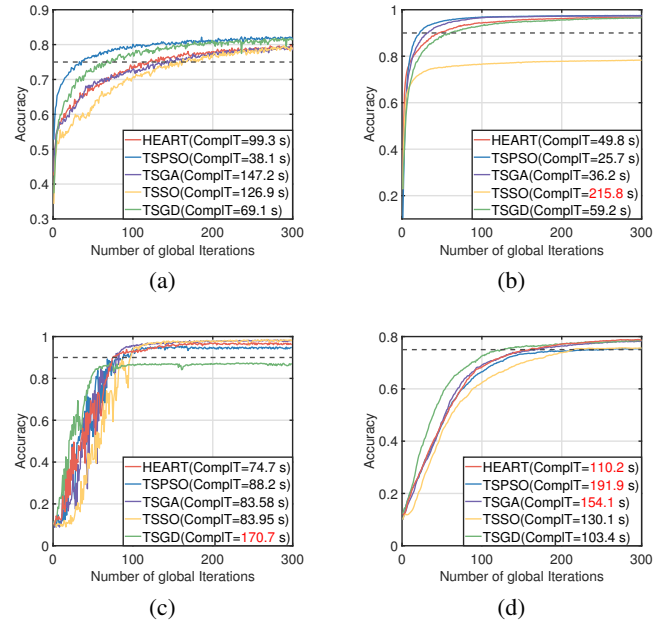 0.9
0.8
0.7
0.6
0.5
0.4
0.3
Accuracy
HEART(ComplT=99.3 s)
TSPSO(ComplT=38.1 s)
TSGA(ComplT=147.2 s)
TSSO(ComplT=126.9 s)
TSGD(ComplT=69.1 s)
0 100 200 300
Number of global Iterations
(a)
1
0.8
0.6
0.4
0.2
Accuracy
HEART(ComplT=49.8 s)
TSPSO(ComplT=25.7 s)
TSGA(ComplT=36.2 s)
TSSO(ComplT=215.8 s)
TSGD(ComplT=59.2 s)
0 100 200 300
Number of global Iterations
(b)
1
0.8
0.6
0.4
0.2
0
Accuracy
HEART(ComplT=74.7 s)
TSPSO(ComplT=88.2 s)
TSGA(ComplT=83.58 s)
TSSO(ComplT=83.95 s)
TSGD(ComplT=170.7 s)
0 100 200 300
Number of global Iterations
(c)
0.8
0.6
0.4
0.2
0
Accuracy
HEART(ComplT=110.2 s)
TSPSO(ComplT=191.9 s)
TSGA(ComplT=154.1 s)
TSSO(ComplT=130.1 s)
TSGD(ComplT=103.4 s)
0 100 200 300
Number of global Iterations
(d)